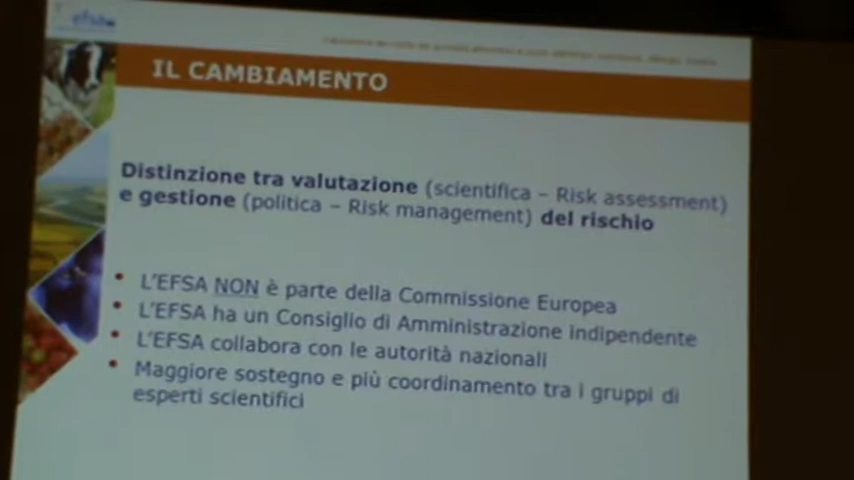 efsa
IL CAMBIAMENTO
Distinzione tra valutazione (scientifica – Risk assessment)
e gestione (politica – Risk management) del rischio
• L'EFSA NON è parte della Commissione Europea
• L'EFSA ha un Consiglio di Amministrazione indipendente
• L'EFSA collabora con le autorità nazionali
• Maggiore sostegno e più coordinamento tra i gruppi di
esperti scientifici